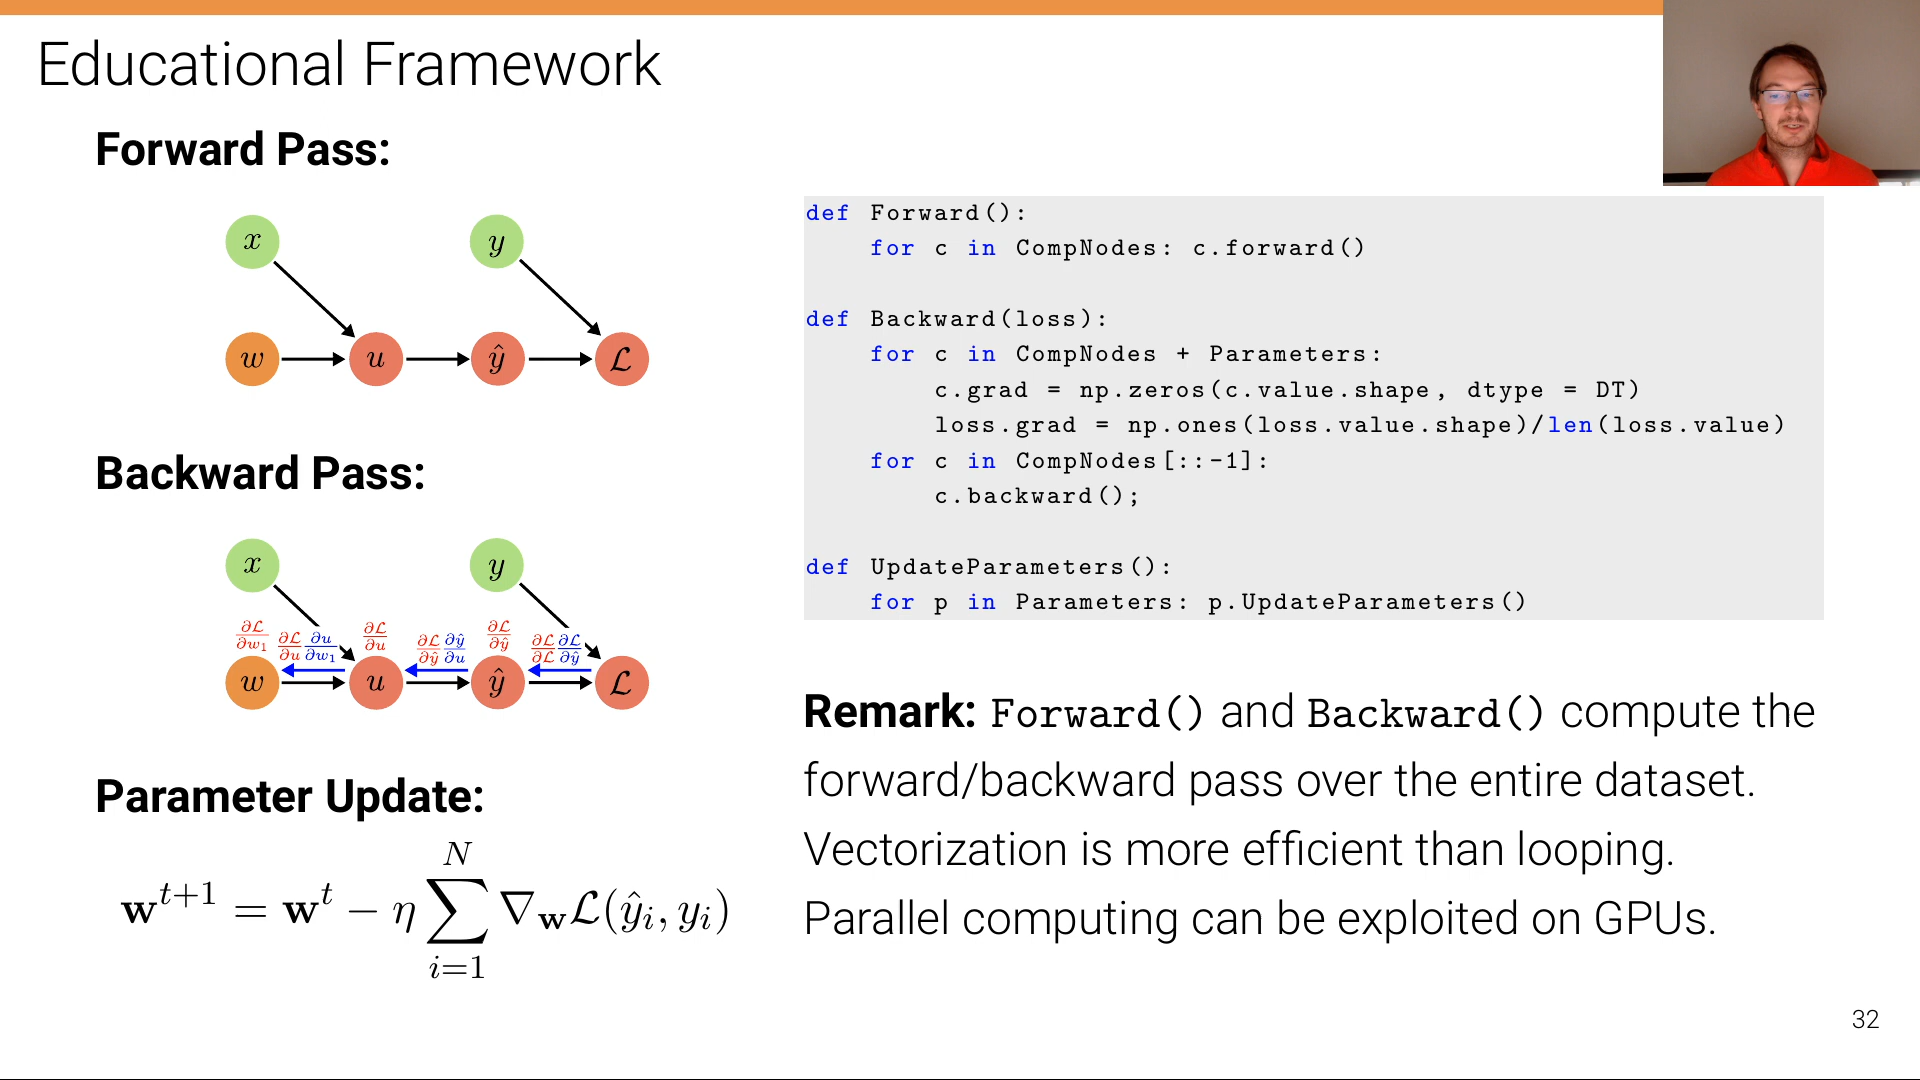 Educational Framework
Forward Pass:
x y
w u ŷ ℒ
Backward Pass:
x y
∂ℒ/∂w₁ ∂ℒ/∂u ∂u/∂w₁ ∂ℒ/∂u ∂ℒ/∂ŷ ∂ŷ/∂u ∂ℒ/∂ŷ ∂ℒ/∂ℒ ∂ℒ/∂ŷ
w u ŷ ℒ
Parameter Update:
𝐰^{t+1} = 𝐰^t − η ∑_{i=1}^{N} ∇_𝐰 ℒ(ŷ_i, y_i)
def Forward():
    for c in CompNodes: c.forward()
def Backward(loss):
    for c in CompNodes + Parameters:
        c.grad = np.zeros(c.value.shape, dtype = DT)
        loss.grad = np.ones(loss.value.shape)/len(loss.value)
    for c in CompNodes[::-1]:
        c.backward();
def UpdateParameters():
    for p in Parameters: p.UpdateParameters()
Remark: Forward() and Backward() compute the
forward/backward pass over the entire dataset.
Vectorization is more efficient than looping.
Parallel computing can be exploited on GPUs.
32